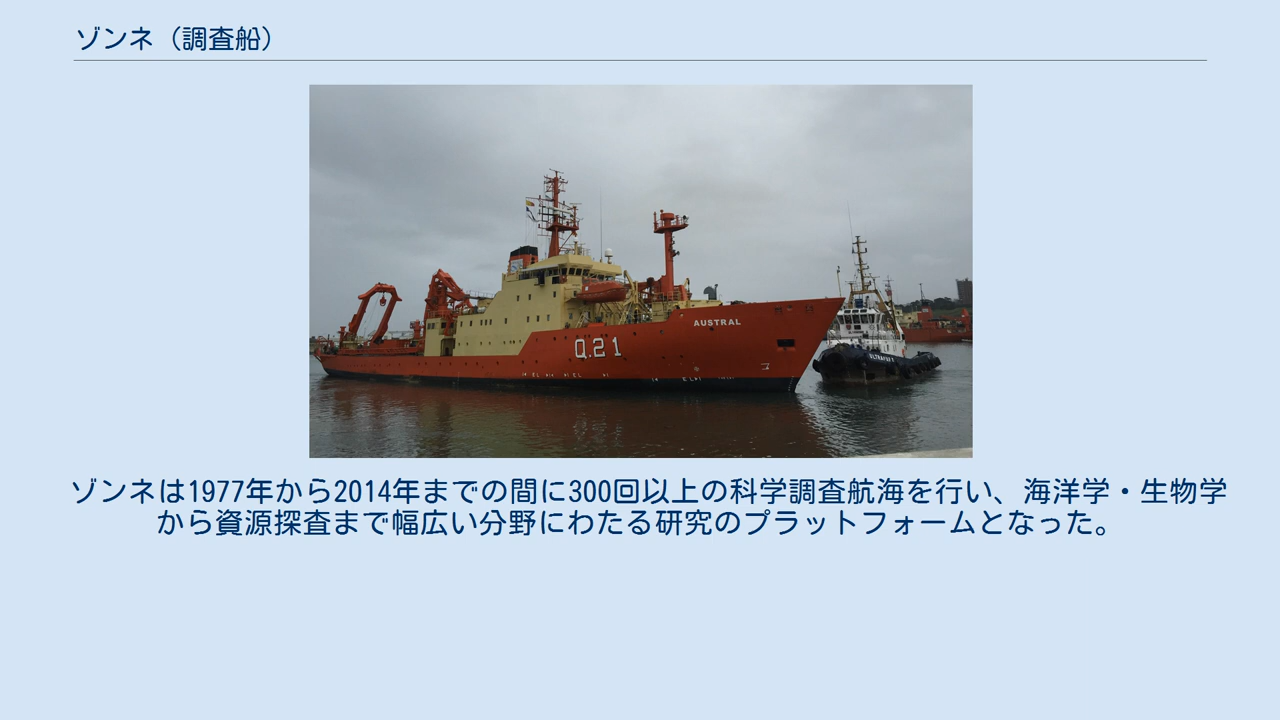 ゾンネ（調査船）
AUSTRAL
Q.21
ゾンネは1977年から2014年までの間に300回以上の科学調査航海を行い、海洋学・生物学
から資源探査まで幅広い分野にわたる研究のプラットフォームとなった。